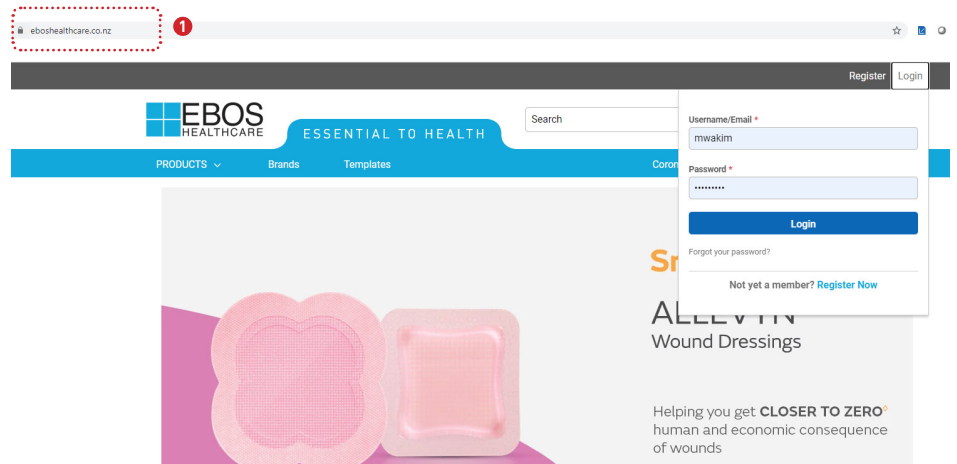 eboshealthcare.co.nz
1
Register Login
EBOS
HEALTHCARE
ESSENTIAL TO HEALTH
Search
Username/Email *
mwakim
PRODUCTS
Brands
Templates
Password *
•••••••••
Login
Forgot your password?
Not yet a member? Register Now
ALLEVYN
Wound Dressings
Helping you get CLOSER TO ZERO◊
human and economic consequence
of wounds